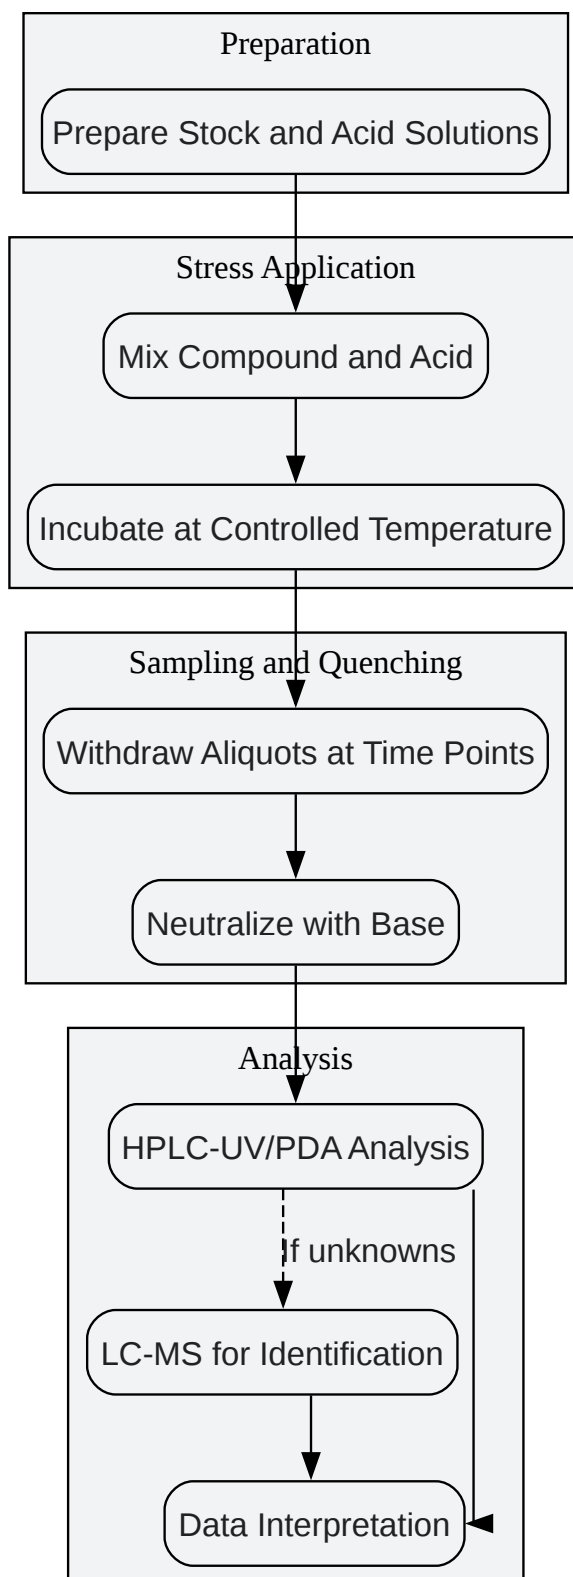 Preparation
Prepare Stock and Acid Solutions
Stress Application
Mix Compound and Acid
Incubate at Controlled Temperature
Sampling and Quenching
Withdraw Aliquots at Time Points
Neutralize with Base
Analysis
HPLC-UV/PDA Analysis
If unknowns
LC-MS for Identification
Data Interpretation